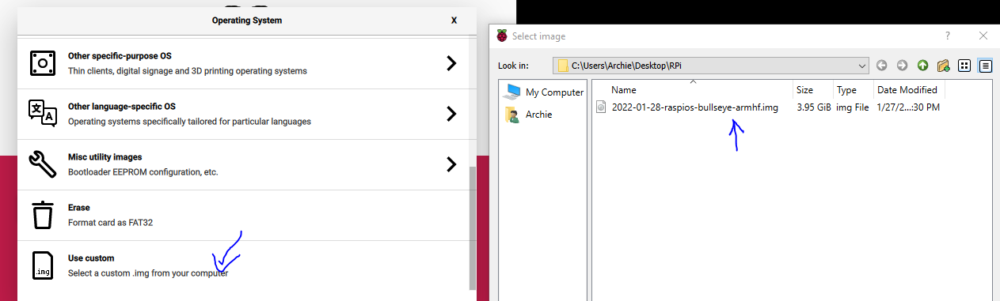 Operating System
X
Other specific-purpose OS
Thin clients, digital signage and 3D printing operating systems
文 A
Other language-specific OS
Operating systems specifically tailored for particular languages
Misc utility images
Bootloader EEPROM configuration, etc.
Erase
Format card as FAT32
.img
Use custom
Select a custom .img from your computer
Select image
?
Look in:
C:\Users\Archie\Desktop\RPi
My Computer
Archie
Name Size Type Date Modified
2022-01-28-raspios-bullseye-armhf.img 3.95 GiB img File 1/27/2...:30 PM